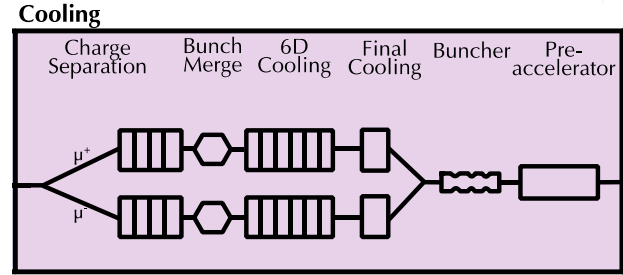 Cooling
Charge Separation
Bunch Merge
6D Cooling
Final Cooling
Buncher
Pre-accelerator
μ+
μ-